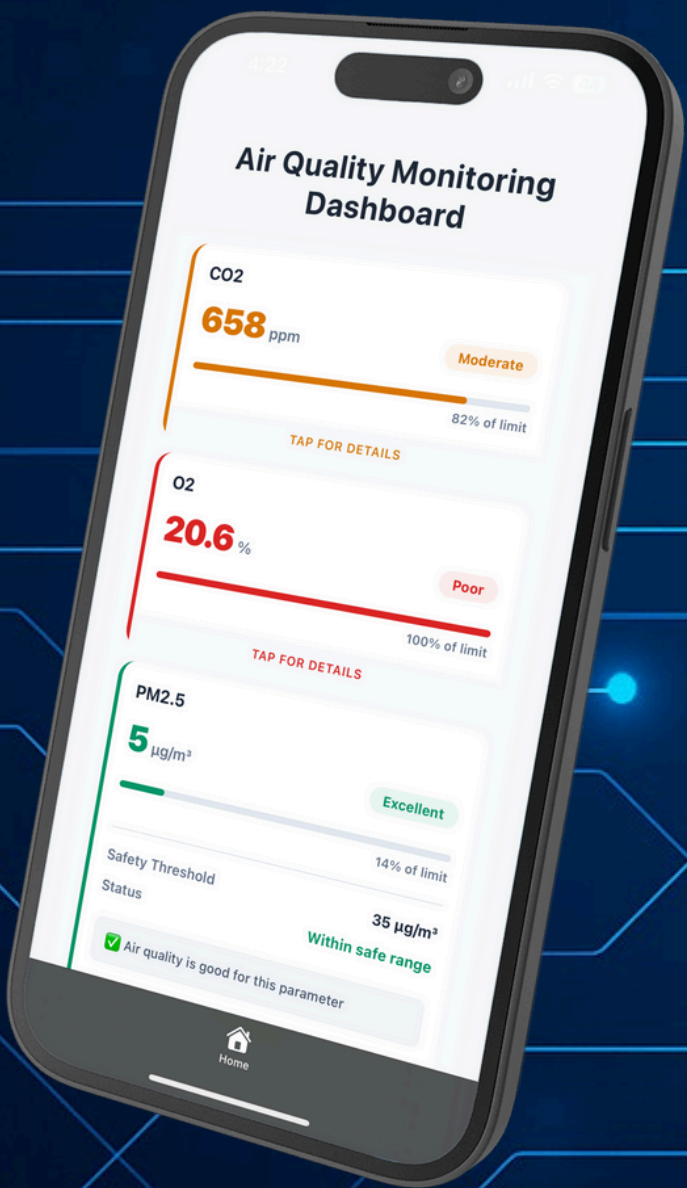 4:22
Air Quality Monitoring
Dashboard
CO2
658 ppm
Moderate
82% of limit
TAP FOR DETAILS
O2
20.6 %
Poor
100% of limit
TAP FOR DETAILS
PM2.5
5 µg/m³
Excellent
14% of limit
Safety Threshold
35 µg/m³
Status
Within safe range
✅ Air quality is good for this parameter
Home